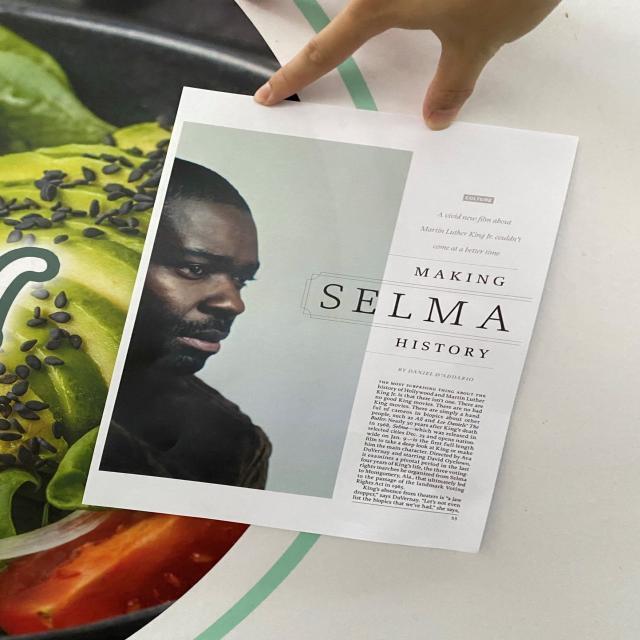 CULTURE
A vivid new film about
Martin Luther King Jr. couldn't
come at a better time
MAKING
SELMA
HISTORY
BY DANIEL D'ADDARIO
THE MOST SURPRISING THING ABOUT THE
history of Hollywood and Martin Luther
King Jr. is that there isn't one. There are
no good King movies. There are no bad
King movies. There are simply a hand-
ful of cameos in biopics about other
people, such as in Ali and Lee Daniels' The
Butler. Nearly 50 years after King's death
in 1968, Selma—which was released in
selected cities Dec. 25 and opens nation-
wide on Jan. 9—is the first full-length
film to take a deep look at King or make
him the main character. Directed by Ava
DuVernay and starring David Oyelowo,
it examines a pivotal period in the last
years of King's life, the three voting-
rights marches he organized from Selma
to Montgomery, Ala., that ultimately led
to the passage of the landmark Voting
Rights Act in 1965.
King's absence from theaters is "a jaw
dropper," says DuVernay. "Let's not even
list the biopics that we've had," she says,